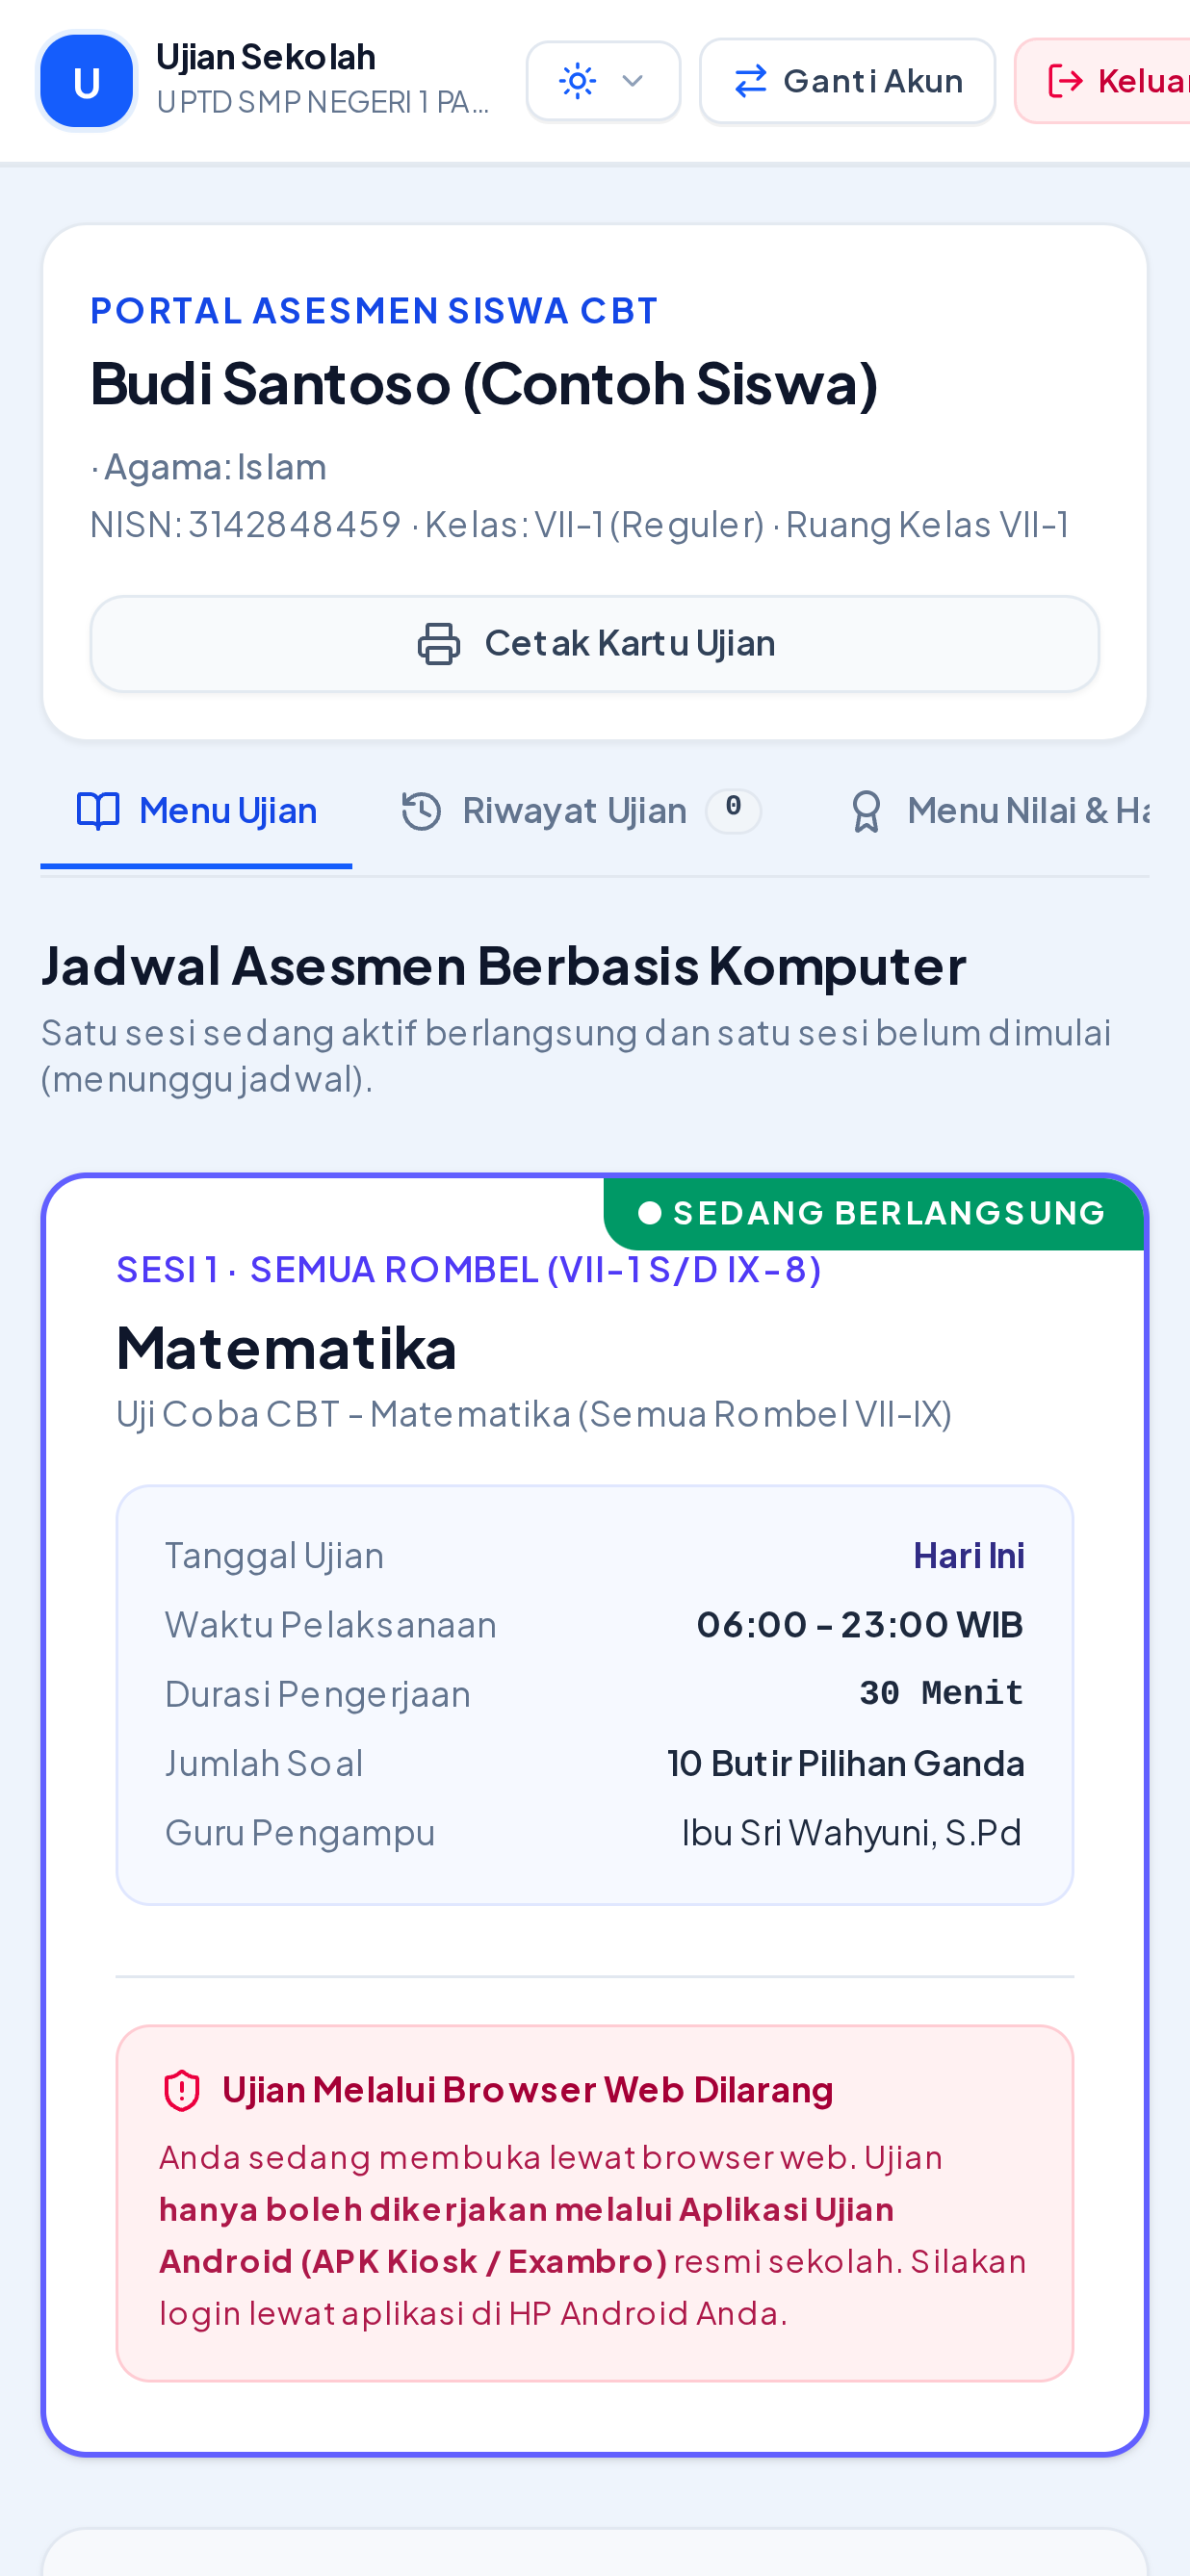 U
Ujian Sekolah
UPTD SMP NEGERI 1 PA...
Ganti Akun
Keluar
PORTAL ASESMEN SISWA CBT
Budi Santoso (Contoh Siswa)
· Agama: Islam
NISN: 3142848459 · Kelas: VII-1 (Reguler) · Ruang Kelas VII-1
Cetak Kartu Ujian
Menu Ujian
Riwayat Ujian 0
Menu Nilai & Ha
Jadwal Asesmen Berbasis Komputer
Satu sesi sedang aktif berlangsung dan satu sesi belum dimulai
(menunggu jadwal).
SEDANG BERLANGSUNG
SESI 1 · SEMUA ROMBEL (VII-1 S/D IX-8)
Matematika
Uji Coba CBT - Matematika (Semua Rombel VII-IX)
Tanggal Ujian Hari Ini
Waktu Pelaksanaan 06:00 - 23:00 WIB
Durasi Pengerjaan 30 Menit
Jumlah Soal 10 Butir Pilihan Ganda
Guru Pengampu Ibu Sri Wahyuni, S.Pd
Ujian Melalui Browser Web Dilarang
Anda sedang membuka lewat browser web. Ujian
hanya boleh dikerjakan melalui Aplikasi Ujian
Android (APK Kiosk / Exambro) resmi sekolah. Silakan
login lewat aplikasi di HP Android Anda.